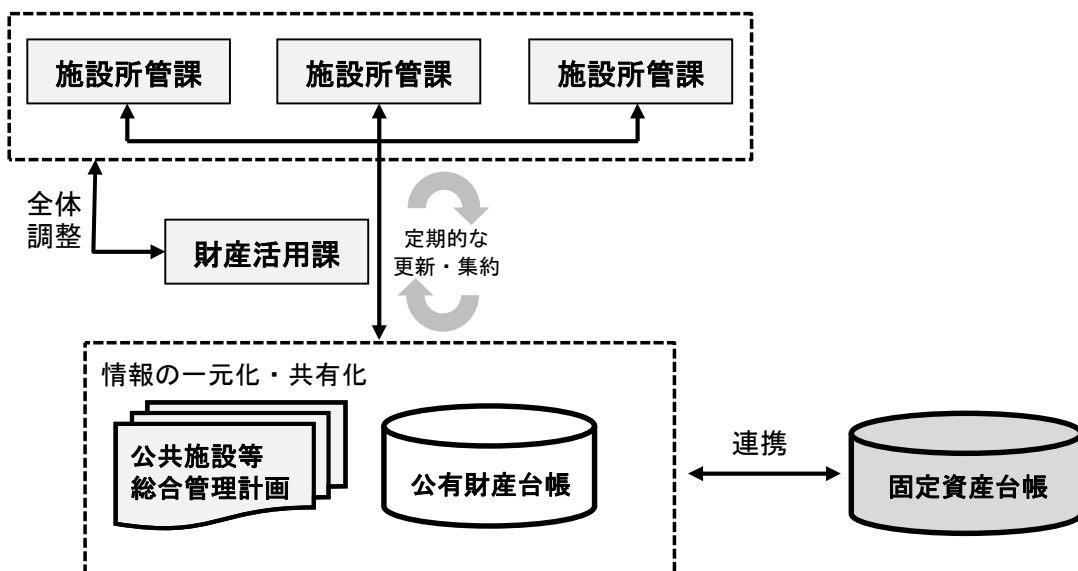 施設所管課
施設所管課
施設所管課
全体
調整
財産活用課
定期的な
更新・集約
情報の一元化・共有化
公共施設等
総合管理計画
公有財産台帳
連携
固定資産台帳